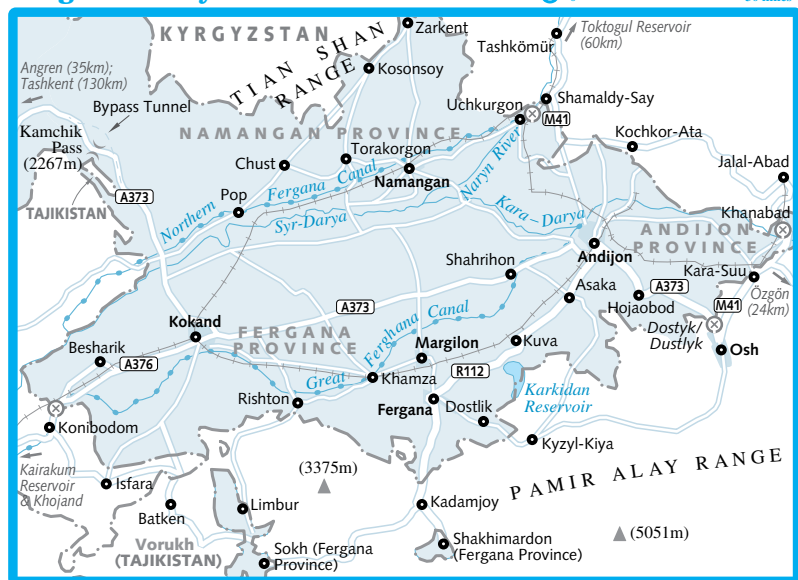 KYRGYZSTAN
Zarkent
Toktogul Reservoir
(60km)
Tashkömür
Angren (35km);
Tashkent (130km)
TIAN SHAN
RANGE
Kosonsoy
Bypass Tunnel
Uchkurgon
Shamaldy-Say
M41
Kamchik
Pass
(2267m)
NAMANGAN PROVINCE
Kochkor-Ata
Chust
Torakorgon
Namangan
Naryn River
Jalal-Abad
TAJIKISTAN
A373
Pop
Northern Fergana Canal
Syr-Darya
Kara-Darya
Khanabad
ANDIJON
PROVINCE
Andijon
Shahrihon
Kara-Suu
Asaka
A373
Hojaobod
M41
Özgön
(24km)
A373
Kokand
FERGANA
PROVINCE
Great Ferghana Canal
Margilon
Kuva
Dostyk/
Dustlyk
Osh
Besharik
A376
Khamza
R112
Karkidan
Reservoir
Rishton
Fergana
Dostlik
Konibodom
Kyzyl-Kiya
Kairakum
Reservoir
& Khojand
Isfara
(3375m)
PAMIR ALAY RANGE
Batken
Limbur
Kadamjoy
Vorukh
(TAJIKISTAN)
Sokh (Fergana
Province)
Shakhimardon
(Fergana Province)
(5051m)